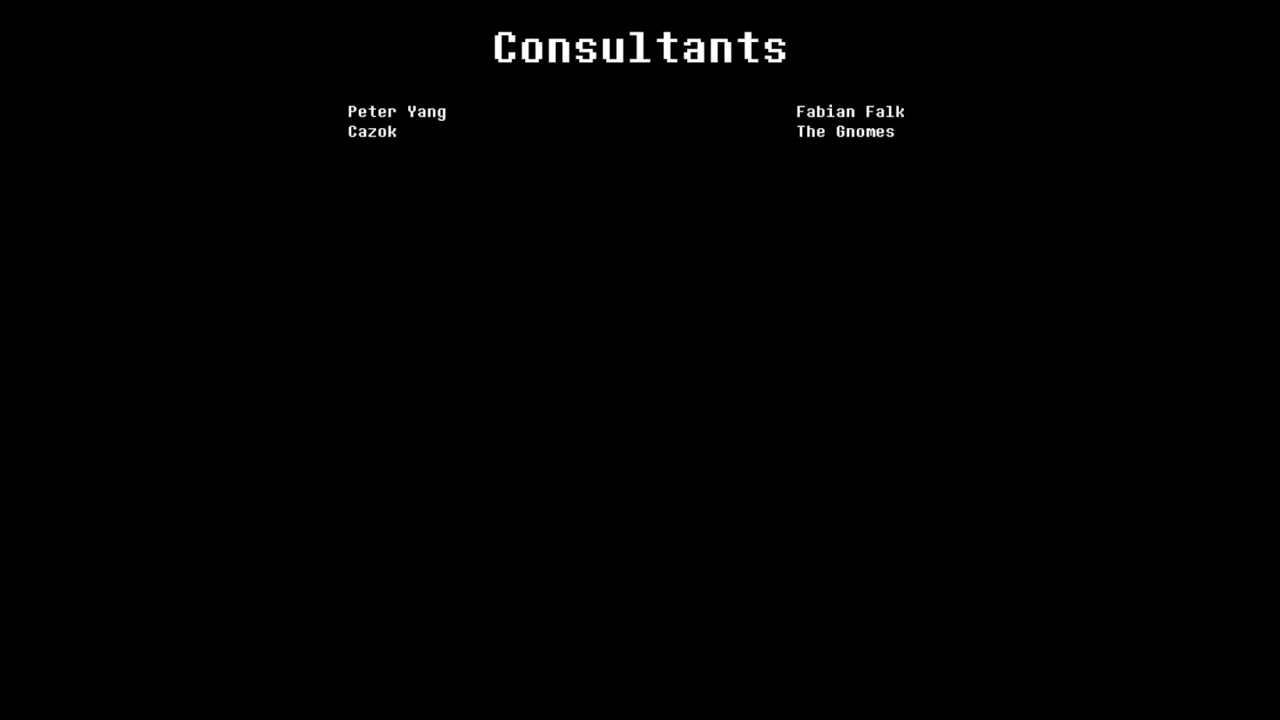 Consultants
Peter Yang
Cazok
Fabian Falk
The Gnomes